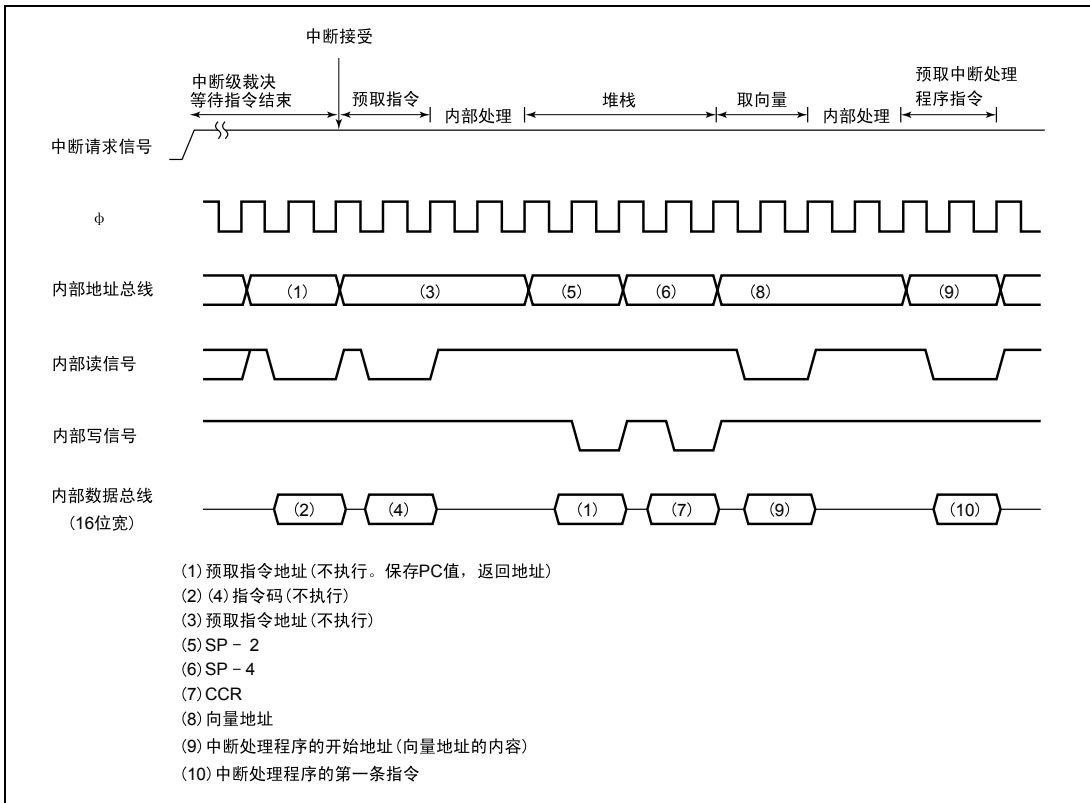 中断接受
中断级裁决
等待指令结束
预取指令
内部处理
堆栈
取向量
内部处理
预取中断处理
程序指令
中断请求信号
φ
内部地址总线
(1)
(3)
(5)
(6)
(8)
(9)
内部读信号
内部写信号
内部数据总线
(16位宽)
(2)
(4)
(1)
(7)
(9)
(10)
(1) 预取指令地址(不执行。保存PC值，返回地址)
(2) (4) 指令码(不执行)
(3) 预取指令地址(不执行)
(5) SP – 2
(6) SP – 4
(7) CCR
(8) 向量地址
(9) 中断处理程序的开始地址(向量地址的内容)
(10) 中断处理程序的第一条指令